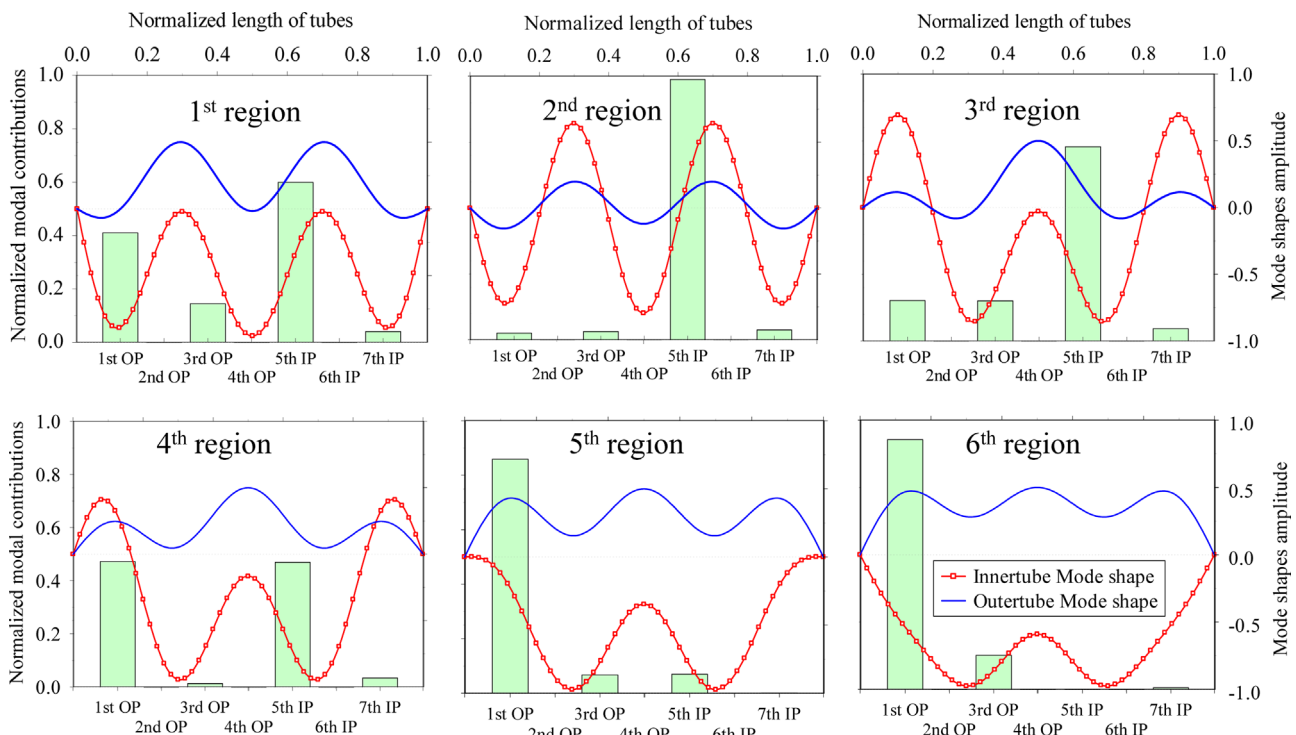 Normalized length of tubes
Normalized length of tubes
Normalized length of tubes
0.0 0.2 0.4 0.6 0.8 1.0
0.0 0.2 0.4 0.6 0.8 1.0
0.0 0.2 0.4 0.6 0.8 1.0
Normalized modal contributions
1.0
0.8
0.6
0.4
0.2
0.0
1st region
2nd region
3rd region
1.0
0.5
0.0
-0.5
-1.0
Mode shapes amplitude
1st OP 3rd OP 5th IP 7th IP
2nd OP 4th OP 6th IP
1st OP 3rd OP 5th IP 7th IP
2nd OP 4th OP 6th IP
1st OP 3rd OP 5th IP 7th IP
2nd OP 4th OP 6th IP
Normalized modal contributions
1.0
0.8
0.6
0.4
0.2
0.0
4th region
5th region
6th region
Innertube Mode shape
Outertube Mode shape
1.0
0.5
0.0
-0.5
-1.0
Mode shapes amplitude
1st OP 3rd OP 5th IP 7th IP
2nd OP 4th OP 6th IP
1st OP 3rd OP 5th IP 7th IP
2nd OP 4th OP 6th IP
1st OP 3rd OP 5th IP 7th IP
2nd OP 4th OP 6th IP